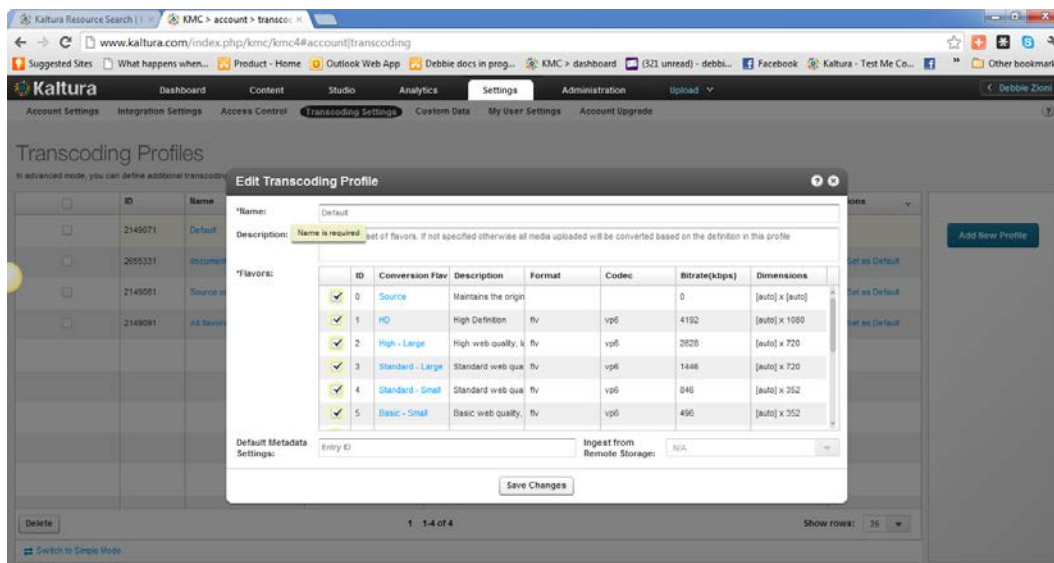 Kaltura Resource Search |
KMC > account > transcoc
www.kaltura.com/index.php/kmc/kmc4#account|transcoding
Suggested Sites What happens when... Product - Home Outlook Web App Debbie docs in prog... KMC > dashboard (321 unread) - debbi... Facebook Kaltura - Test Me Co... Other bookmark
Kaltura Dashboard Content Studio Analytics Settings Administration Upload Debbie Zioni
Account Settings Integration Settings Access Control Transcoding Settings Custom Data My User Settings Account Upgrade
Transcoding Profiles
In advanced mode, you can define additional transcoding
ID Name ions
2149071 Default
2655331 document Set as Default
2149081 Source o Set as Default
2149091 All flavor Set as Default
Add New Profile
Edit Transcoding Profile
*Name: Default
Name is required
Description: set of flavors. If not specified otherwise all media uploaded will be converted based on the definition in this profile
*Flavors:
ID Conversion Flav Description Format Codec Bitrate(kbps) Dimensions
0 Source Maintains the origin 0 [auto] x [auto]
1 HD High Definition flv vp6 4192 [auto] x 1080
2 High - Large High web quality, la flv vp6 2628 [auto] x 720
3 Standard - Large Standard web qua flv vp6 1446 [auto] x 720
4 Standard - Small Standard web qua flv vp6 846 [auto] x 352
5 Basic - Small Basic web quality, flv vp6 496 [auto] x 352
Default Metadata Settings: Entry ID
Ingest from Remote Storage: N/A
Save Changes
Delete 1 1-4 of 4 Show rows: 25
Switch to Simple Mode